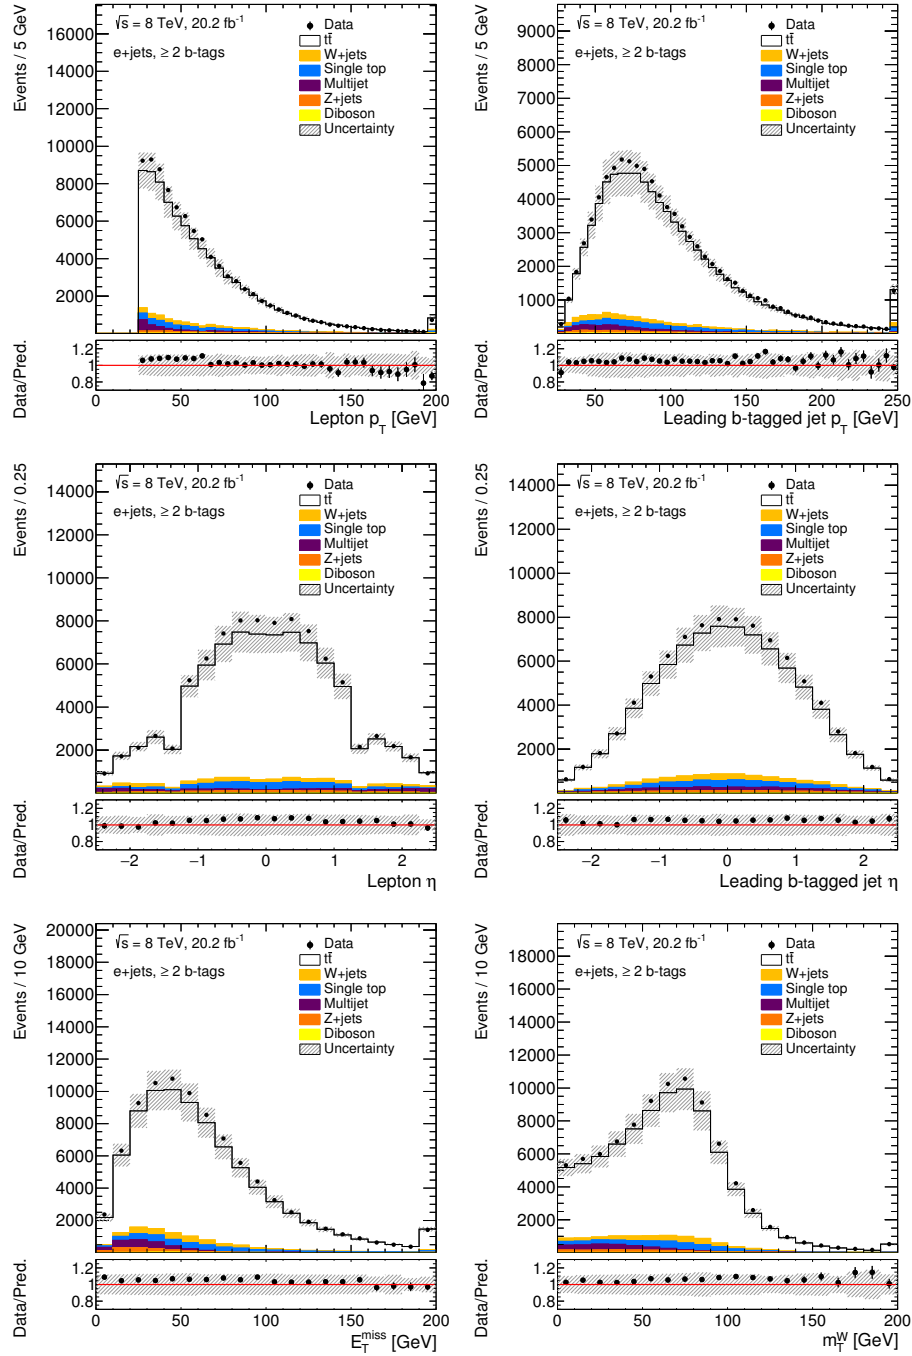 Events / 5 GeV
√s = 8 TeV, 20.2 fb⁻¹
e+jets, ≥ 2 b-tags
Data
tt̄
W+jets
Single top
Multijet
Z+jets
Diboson
Uncertainty
16000
14000
12000
10000
8000
6000
4000
2000
Data/Pred.
1.2
1
0.8
0 50 100 150 200
Lepton p_T [GeV]
Events / 5 GeV
√s = 8 TeV, 20.2 fb⁻¹
e+jets, ≥ 2 b-tags
Data
tt̄
W+jets
Single top
Multijet
Z+jets
Diboson
Uncertainty
9000
8000
7000
6000
5000
4000
3000
2000
1000
Data/Pred.
1.2
1
0.8
50 100 150 200 250
Leading b-tagged jet p_T [GeV]
Events / 0.25
√s = 8 TeV, 20.2 fb⁻¹
e+jets, ≥ 2 b-tags
Data
tt̄
W+jets
Single top
Multijet
Z+jets
Diboson
Uncertainty
14000
12000
10000
8000
6000
4000
2000
Data/Pred.
1.2
1
0.8
−2 −1 0 1 2
Lepton η
Events / 0.25
√s = 8 TeV, 20.2 fb⁻¹
e+jets, ≥ 2 b-tags
Data
tt̄
W+jets
Single top
Multijet
Z+jets
Diboson
Uncertainty
14000
12000
10000
8000
6000
4000
2000
Data/Pred.
1.2
1
0.8
−2 −1 0 1 2
Leading b-tagged jet η
Events / 10 GeV
√s = 8 TeV, 20.2 fb⁻¹
e+jets, ≥ 2 b-tags
Data
tt̄
W+jets
Single top
Multijet
Z+jets
Diboson
Uncertainty
20000
18000
16000
14000
12000
10000
8000
6000
4000
2000
Data/Pred.
1.2
1
0.8
0 50 100 150 200
E_T^miss [GeV]
Events / 10 GeV
√s = 8 TeV, 20.2 fb⁻¹
e+jets, ≥ 2 b-tags
Data
tt̄
W+jets
Single top
Multijet
Z+jets
Diboson
Uncertainty
18000
16000
14000
12000
10000
8000
6000
4000
2000
Data/Pred.
1.2
1
0.8
0 50 100 150 200
m_T^W [GeV]